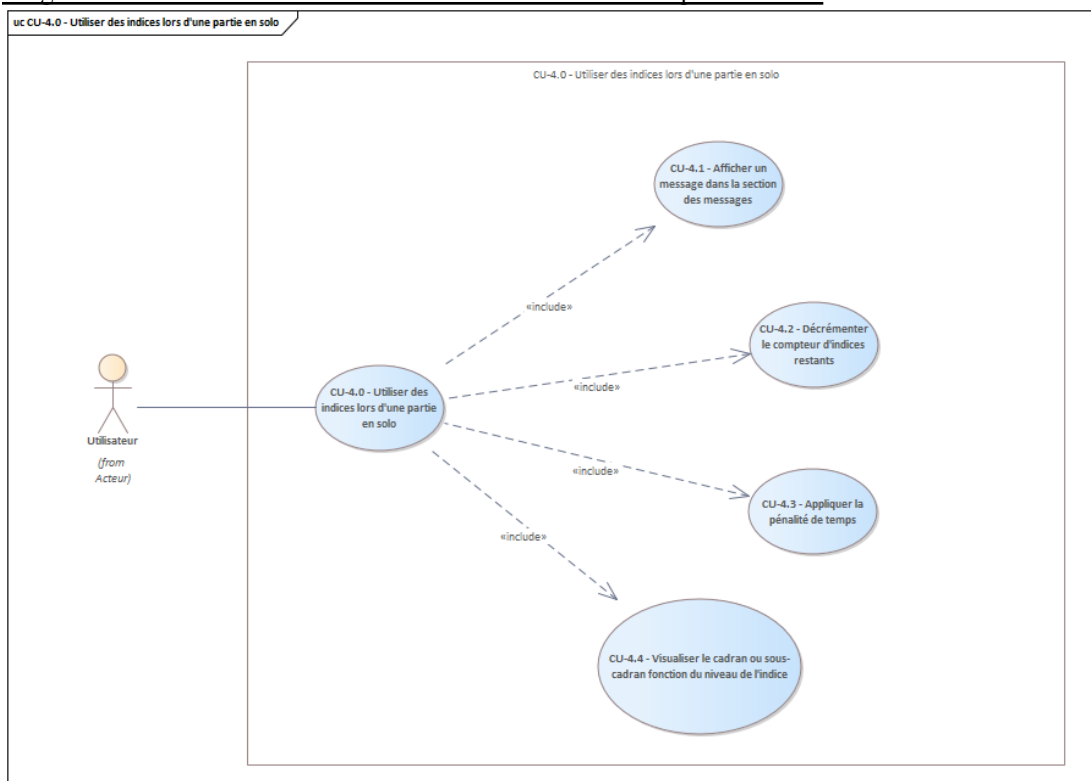 uc CU-4.0 - Utiliser des indices lors d'une partie en solo
CU-4.0 - Utiliser des indices lors d'une partie en solo
CU-4.1 - Afficher un
message dans la section
des messages
«include»
CU-4.2 - Décrémenter
le compteur d'indices
restants
«include»
CU-4.0 - Utiliser des
indices lors d'une partie
en solo
Utilisateur
(from
Acteur)
«include»
CU-4.3 - Appliquer la
pénalité de temps
«include»
CU-4.4 - Visualiser le cadran ou sous-
cadran fonction du niveau de l'indice